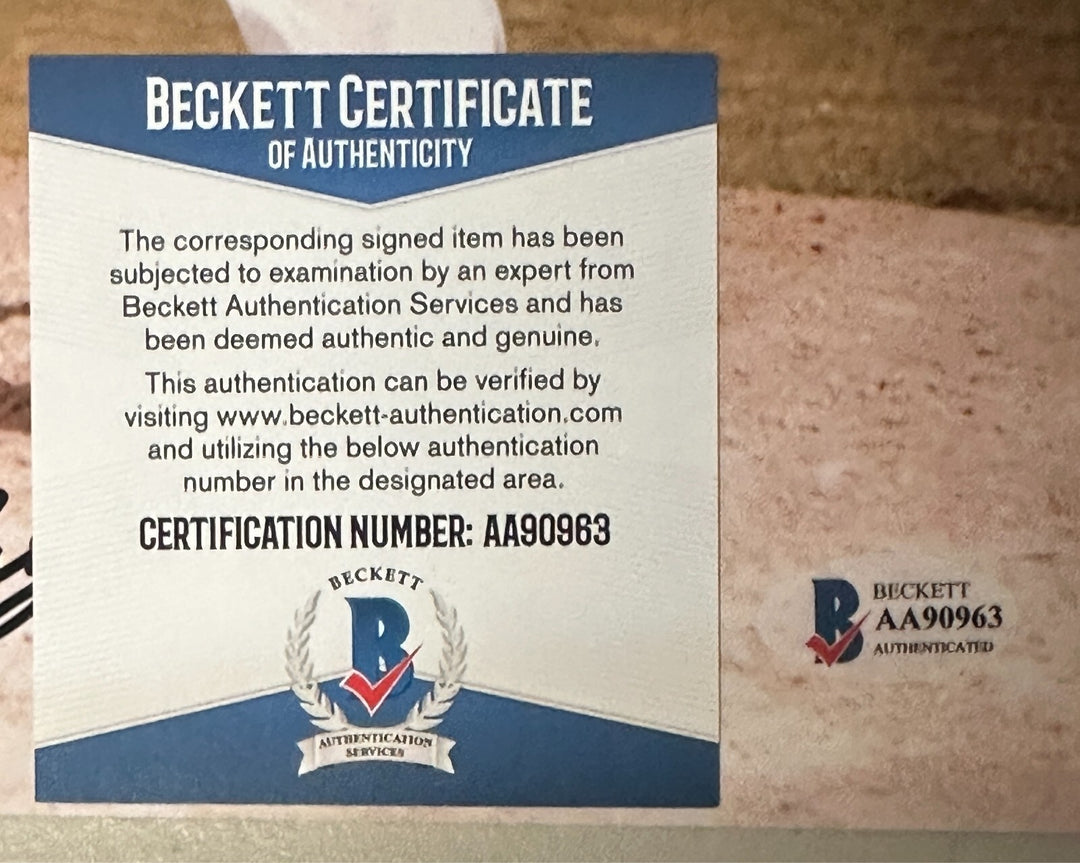 BECKETT CERTIFICATE
OF AUTHENTICITY
The corresponding signed item has been
subjected to examination by an expert from
Beckett Authentication Services and has
been deemed authentic and genuine.
This authentication can be verified by
visiting www.beckett-authentication.com
and utilizing the below authentication
number in the designated area.
CERTIFICATION NUMBER: AA90963
BECKETT
B
AUTHENTICATION
SERVICES
B
BECKETT
AA90963
AUTHENTICATED